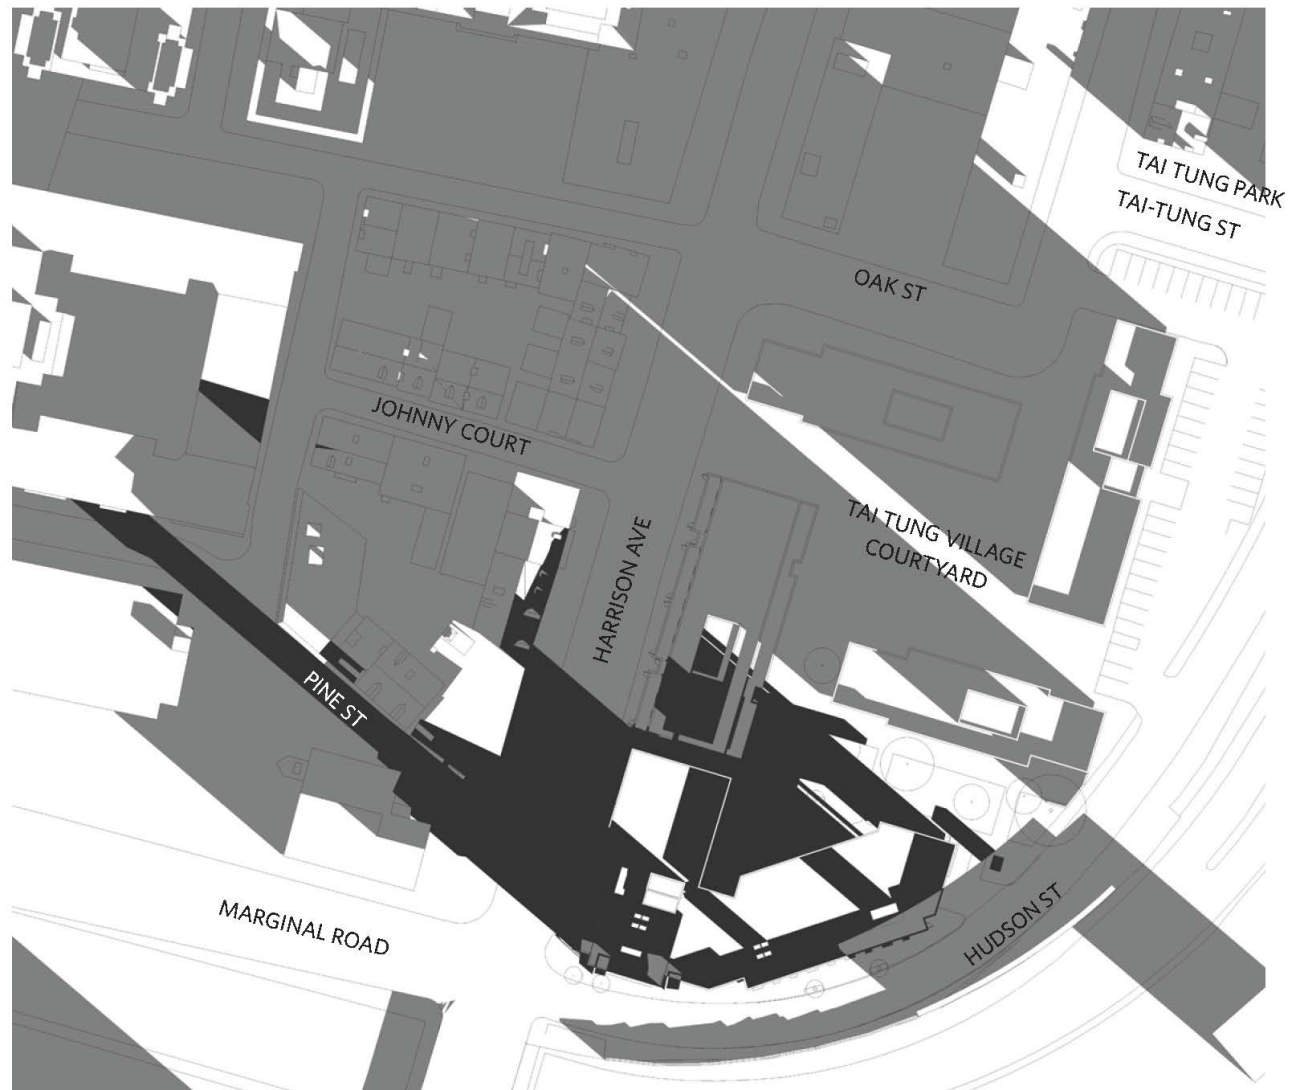 TAI TUNG PARK
TAI-TUNG ST
OAK ST
JOHNNY COURT
HARRISON AVE
TAI TUNG VILLAGE
COURTYARD
PINE ST
MARGINAL ROAD
HUDSON ST